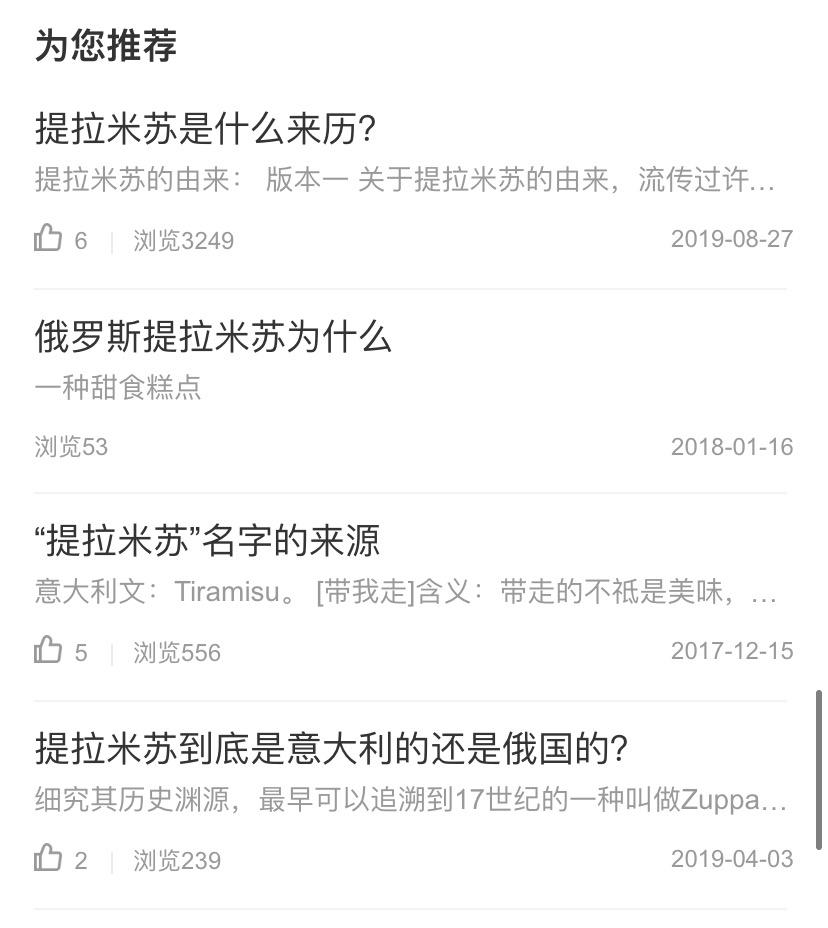 为您推荐
提拉米苏是什么来历?
提拉米苏的由来： 版本一 关于提拉米苏的由来，流传过许...
6 | 浏览3249 2019-08-27
俄罗斯提拉米苏为什么
一种甜食糕点
浏览53 2018-01-16
“提拉米苏”名字的来源
意大利文：Tiramisu。 [带我走]含义：带走的不祗是美味，...
5 | 浏览556 2017-12-15
提拉米苏到底是意大利的还是俄国的?
细究其历史渊源，最早可以追溯到17世纪的一种叫做Zuppa...
2 | 浏览239 2019-04-03